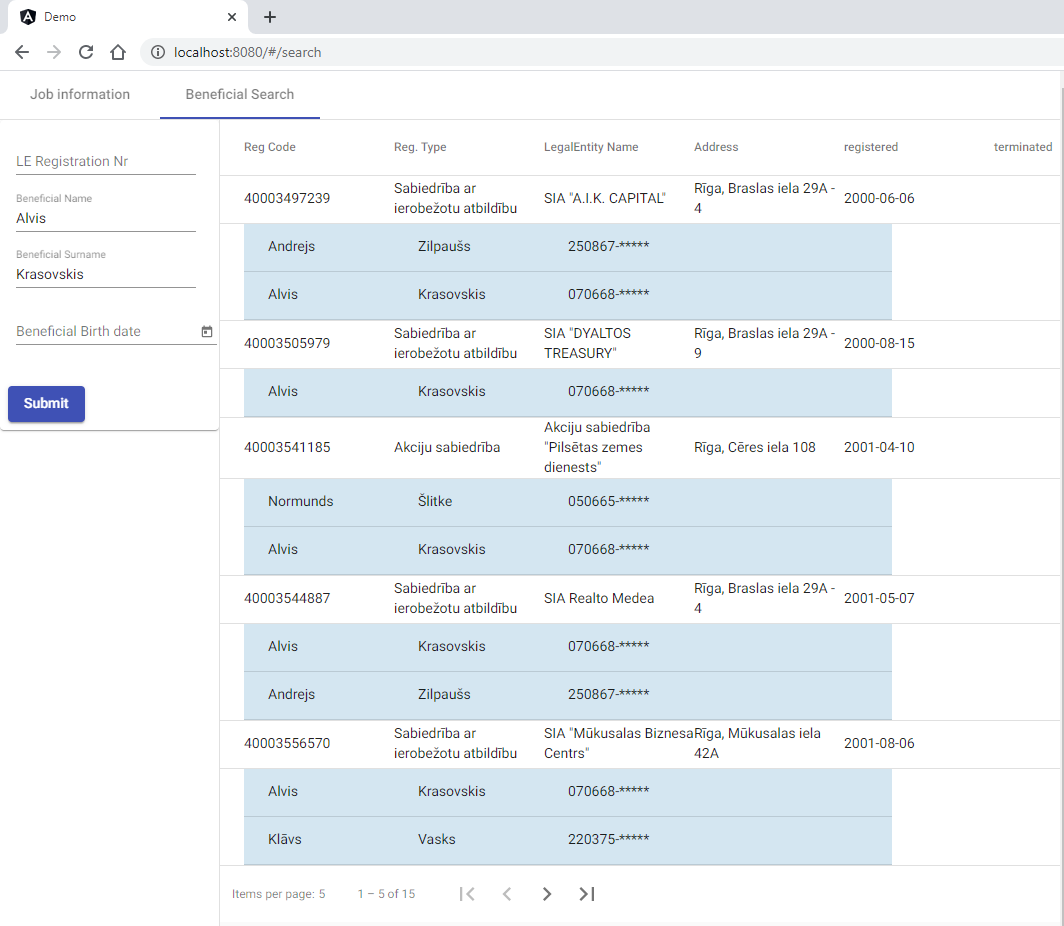 Demo
localhost:8080/#/search
Job information
Beneficial Search
LE Registration Nr
Beneficial Name
Alvis
Beneficial Surname
Krasovskis
Beneficial Birth date
Submit
Reg Code Reg. Type LegalEntity Name Address registered terminated
40003497239
Sabiedrība ar
ierobežotu atbildību
SIA "A.I.K. CAPITAL"
Rīga, Braslas iela 29A -
4
2000-06-06
Andrejs Zilpaušs 250867-*****
Alvis Krasovskis 070668-*****
40003505979
Sabiedrība ar
ierobežotu atbildību
SIA "DYALTOS
TREASURY"
Rīga, Braslas iela 29A -
9
2000-08-15
Alvis Krasovskis 070668-*****
40003541185
Akciju sabiedrība
Akciju sabiedrība
"Pilsētas zemes
dienests"
Rīga, Cēres iela 108
2001-04-10
Normunds Šlitke 050665-*****
Alvis Krasovskis 070668-*****
40003544887
Sabiedrība ar
ierobežotu atbildību
SIA Realto Medea
Rīga, Braslas iela 29A -
4
2001-05-07
Alvis Krasovskis 070668-*****
Andrejs Zilpaušs 250867-*****
40003556570
Sabiedrība ar
ierobežotu atbildību
SIA "Mūkusalas Biznesa
Centrs"
Rīga, Mūkusalas iela
42A
2001-08-06
Alvis Krasovskis 070668-*****
Klāvs Vasks 220375-*****
Items per page: 5 1 – 5 of 15